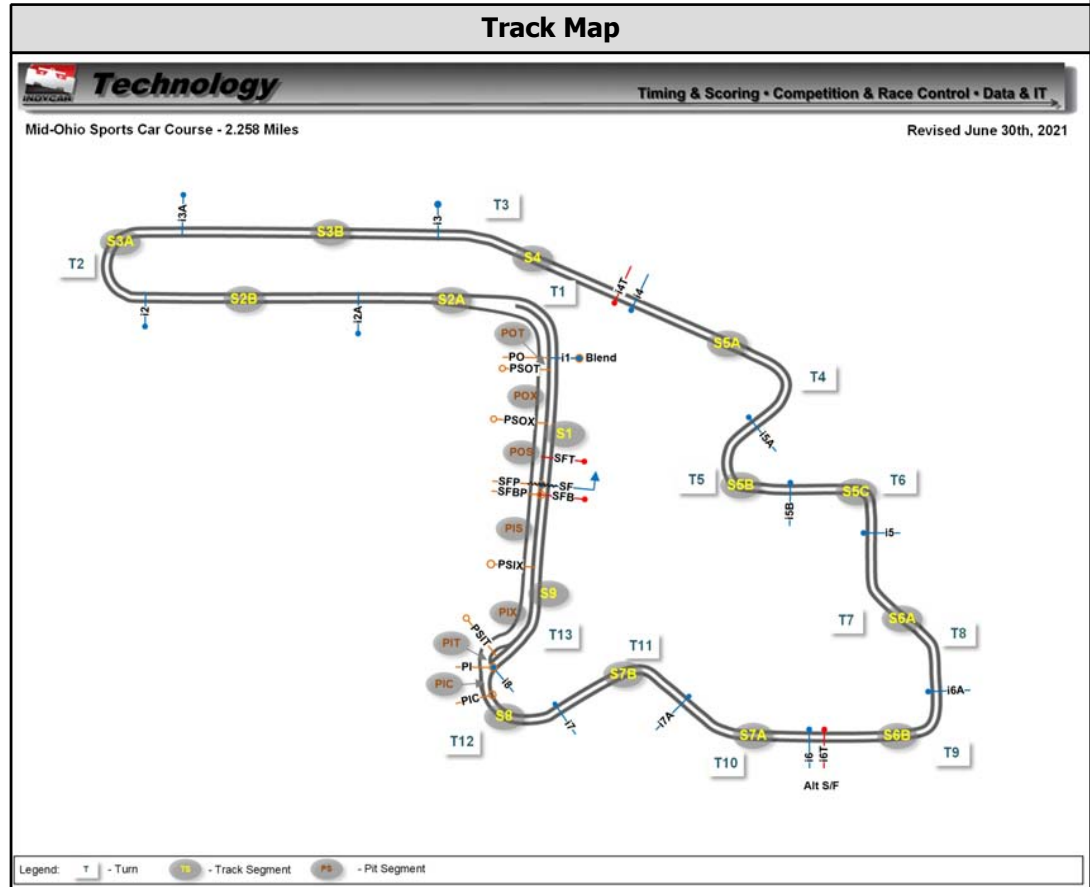 Track Map
INDYCAR
Technology
Timing & Scoring • Competition & Race Control • Data & IT
Mid-Ohio Sports Car Course - 2.258 Miles
Revised June 30th, 2021
i3A
i3
T3
S3A
S3B
S4
T2
T1
i4T
i4
S2B
S2A
i2
i2A
POT
S5A
PO
i1
Blend
PSOT
T4
POX
PSOX
S1
i5A
POS
SFT
SFP
SF
SFBP
SFB
T5
S5B
S5C
T6
i5B
PIS
i5
PSIX
S9
PIX
T7
S6A
T8
PSIT
T13
PIT
T11
PI
i8
S7B
PIC
PIC
i6A
S8
i7
i7A
T12
S7A
S6B
T10
i6
i6T
T9
Alt S/F
Legend:
T
- Turn
TS
- Track Segment
PS
- Pit Segment